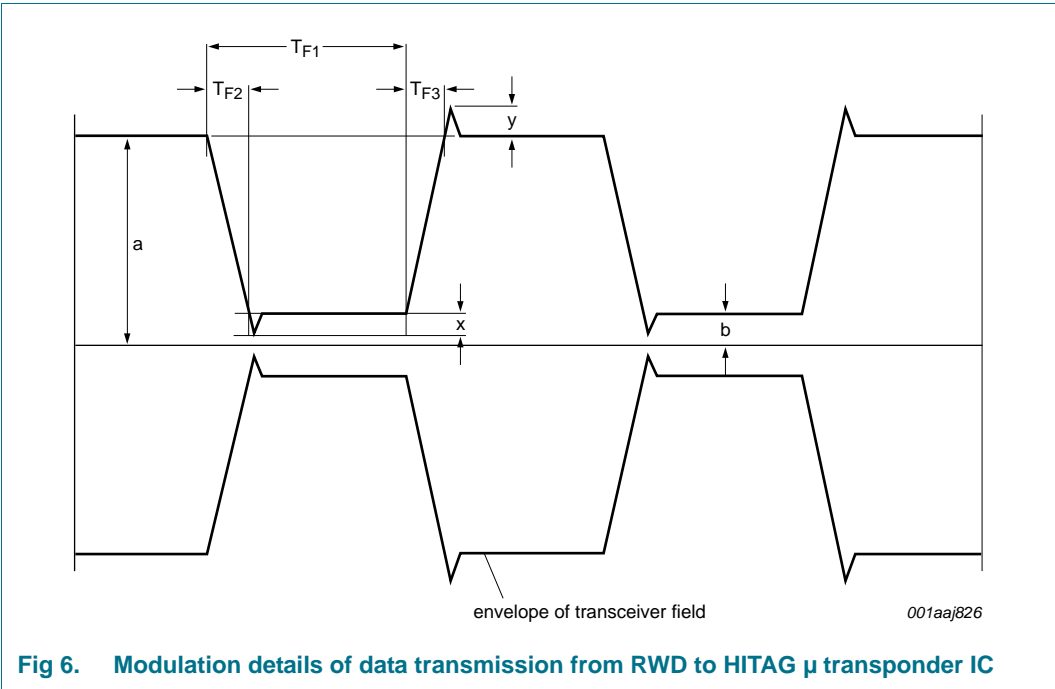 TF1
TF2
TF3
y
a
x
b
envelope of transceiver field
001aaj826
Fig 6. Modulation details of data transmission from RWD to HITAG μ transponder IC